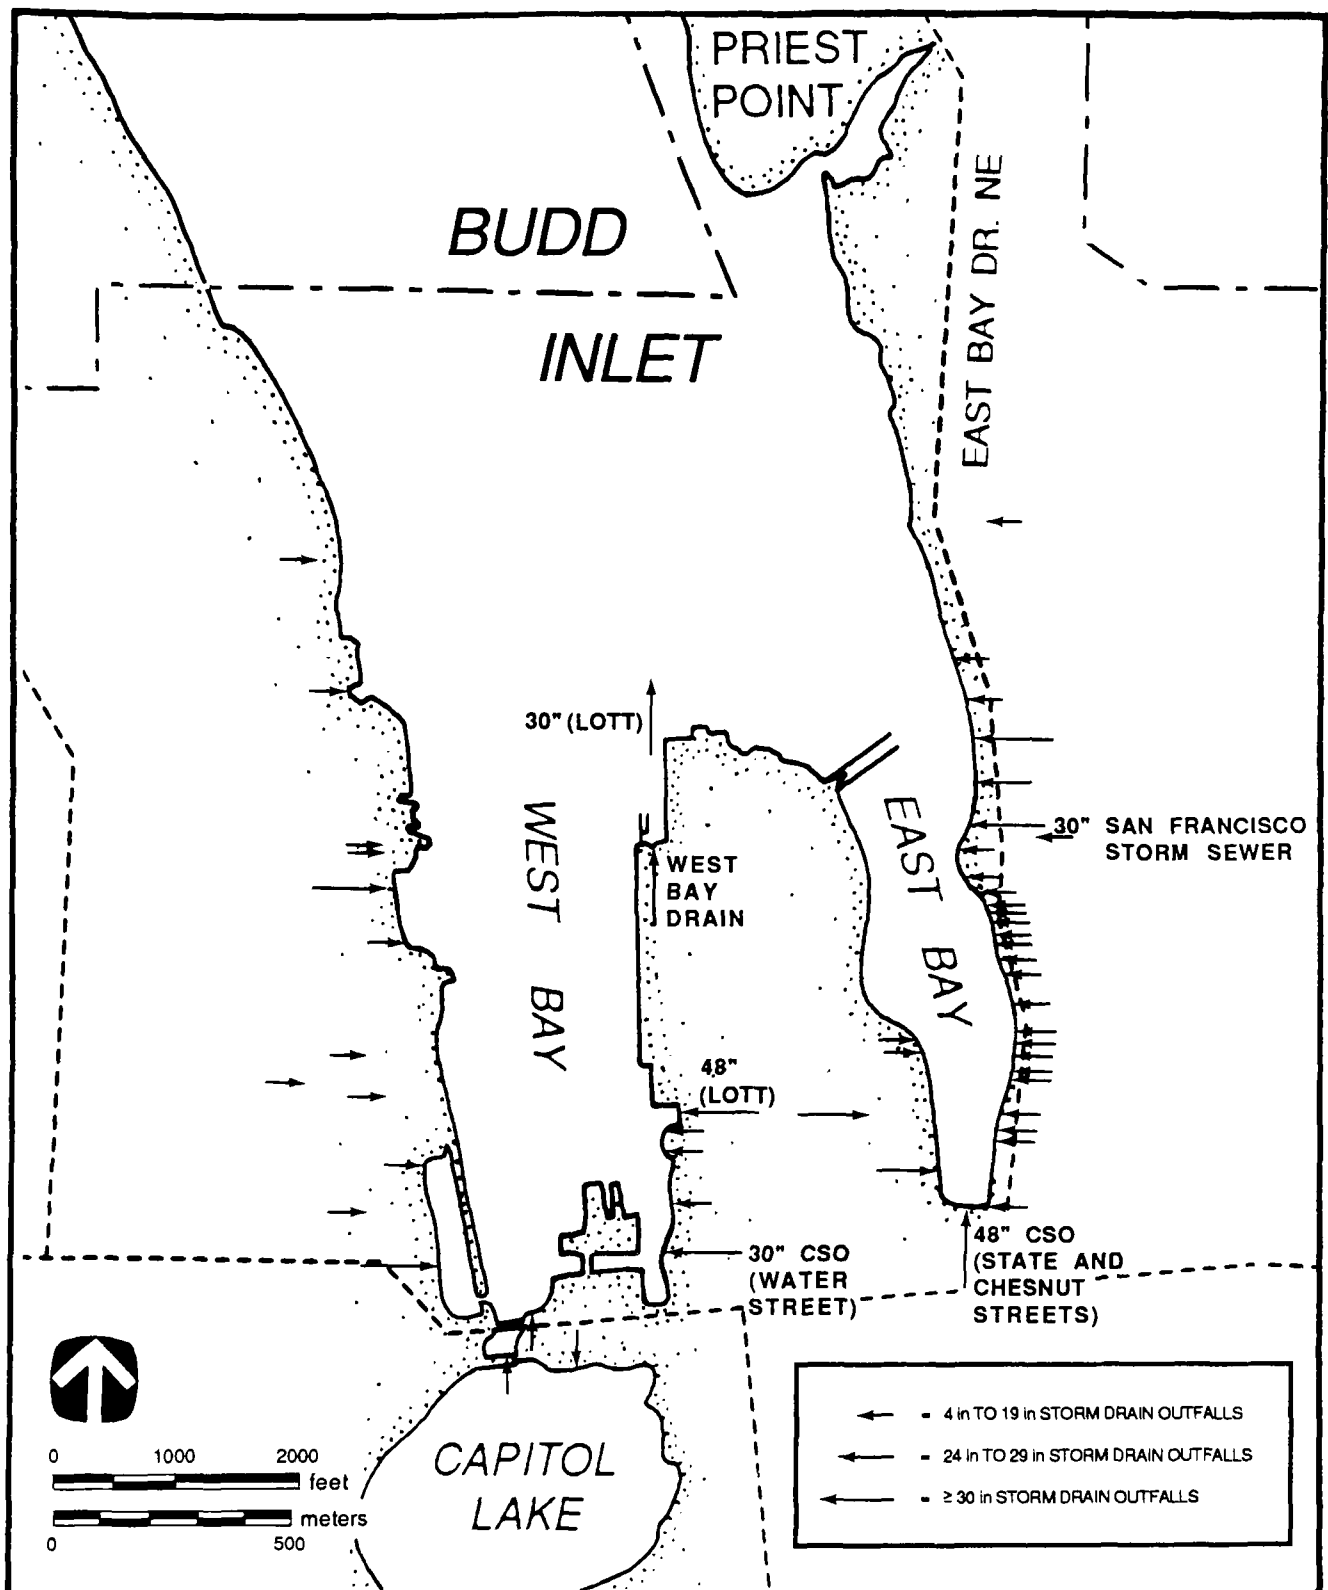 PRIEST
POINT
BUDD
INLET
EAST BAY DR. NE
30" (LOTT)
WEST BAY
EAST BAY
30" SAN FRANCISCO
STORM SEWER
WEST
BAY
DRAIN
48"
(LOTT)
30" CSO
(WATER
STREET)
48" CSO
(STATE AND
CHESNUT
STREETS)
CAPITOL
LAKE
0 1000 2000
feet
meters
0 500
= 4 in TO 19 in STORM DRAIN OUTFALLS
= 24 in TO 29 in STORM DRAIN OUTFALLS
= ≥ 30 in STORM DRAIN OUTFALLS